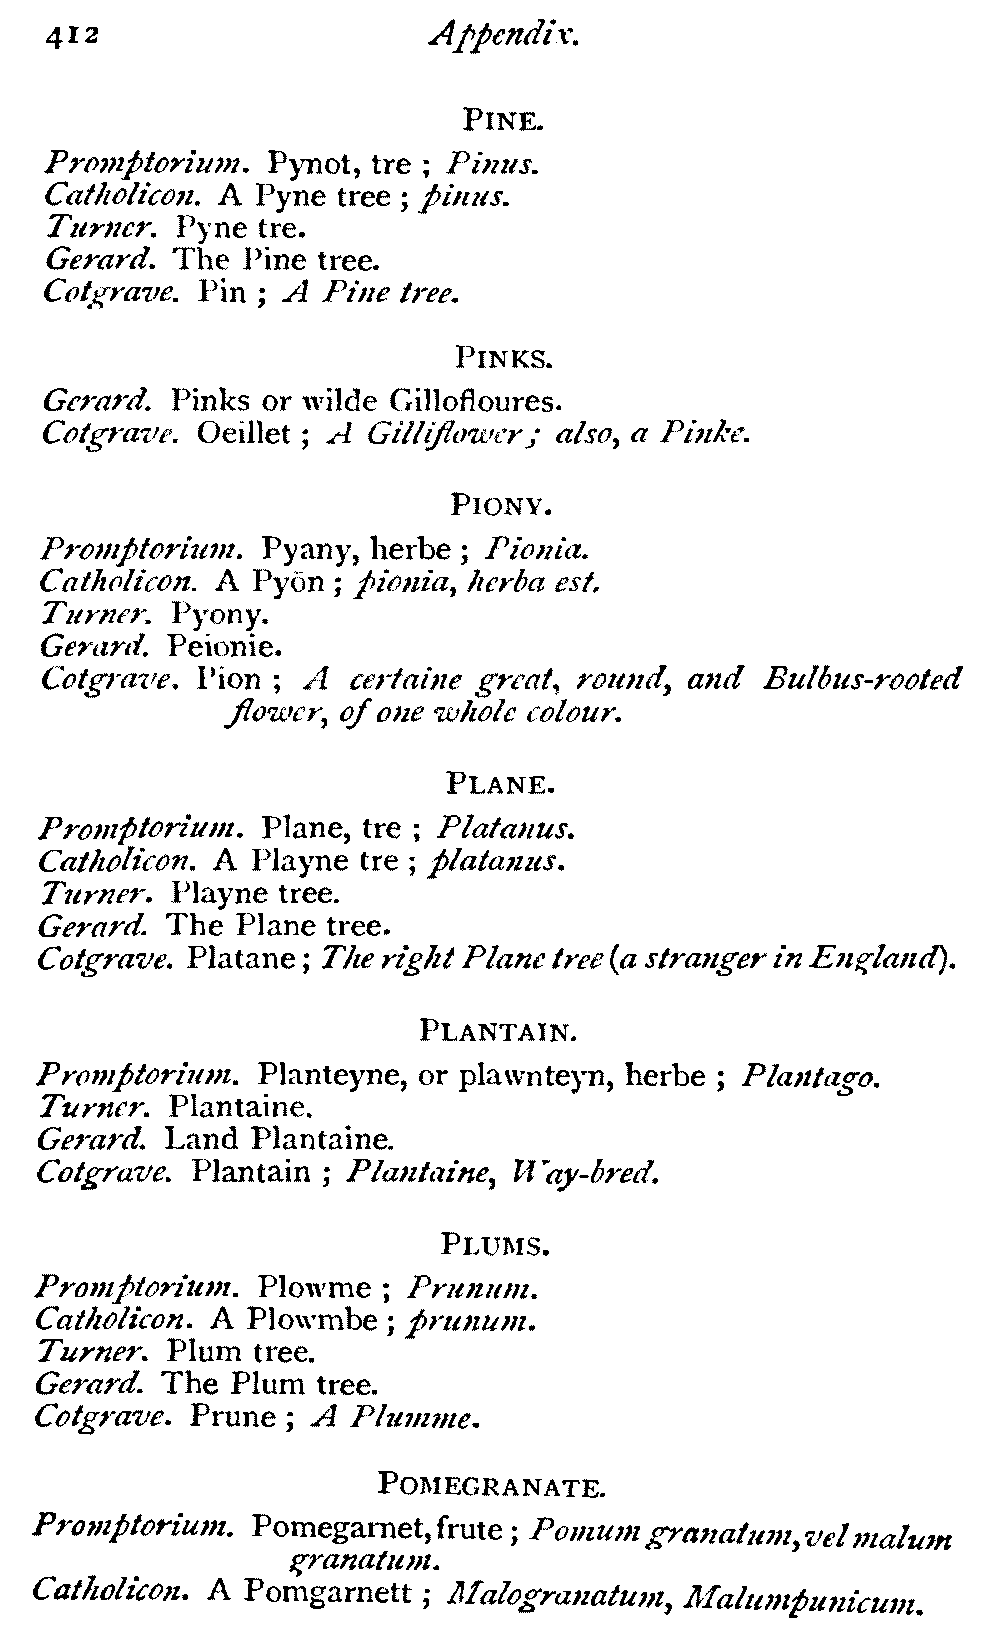 412 Appendix.
PINE.
Promptorium. Pynot, tre ; Pinus.
Catholicon. A Pyne tree ; pinus.
Turner. Pyne tre.
Gerard. The Pine tree.
Cotgrave. Pin ; A Pine tree.
PINKS.
Gerard. Pinks or wilde Gillofloures.
Cotgrave. Oeillet ; A Gilliflower ; also, a Pinke.
PIONY.
Promptorium. Pyany, herbe ; Pionia.
Catholicon. A Pyōn ; pionia, herba est.
Turner. Pyony.
Gerard. Peionie.
Cotgrave. Pion ; A certaine great, round, and Bulbus-rooted
flower, of one whole colour.
PLANE.
Promptorium. Plane, tre ; Platanus.
Catholicon. A Playne tre ; platanus.
Turner. Playne tree.
Gerard. The Plane tree.
Cotgrave. Platane ; The right Plane tree (a stranger in England).
PLANTAIN.
Promptorium. Planteyne, or plawnteyn, herbe ; Plantago.
Turner. Plantaine.
Gerard. Land Plantaine.
Cotgrave. Plantain ; Plantaine, Way-bred.
PLUMS.
Promptorium. Plowme ; Prunum.
Catholicon. A Plowmbe ; prunum.
Turner. Plum tree.
Gerard. The Plum tree.
Cotgrave. Prune ; A Plumme.
POMEGRANATE.
Promptorium. Pomegarnet, frute ; Pomum granatum, vel malum
granatum.
Catholicon. A Pomgarnett ; Malogranatum, Malumpunicum.